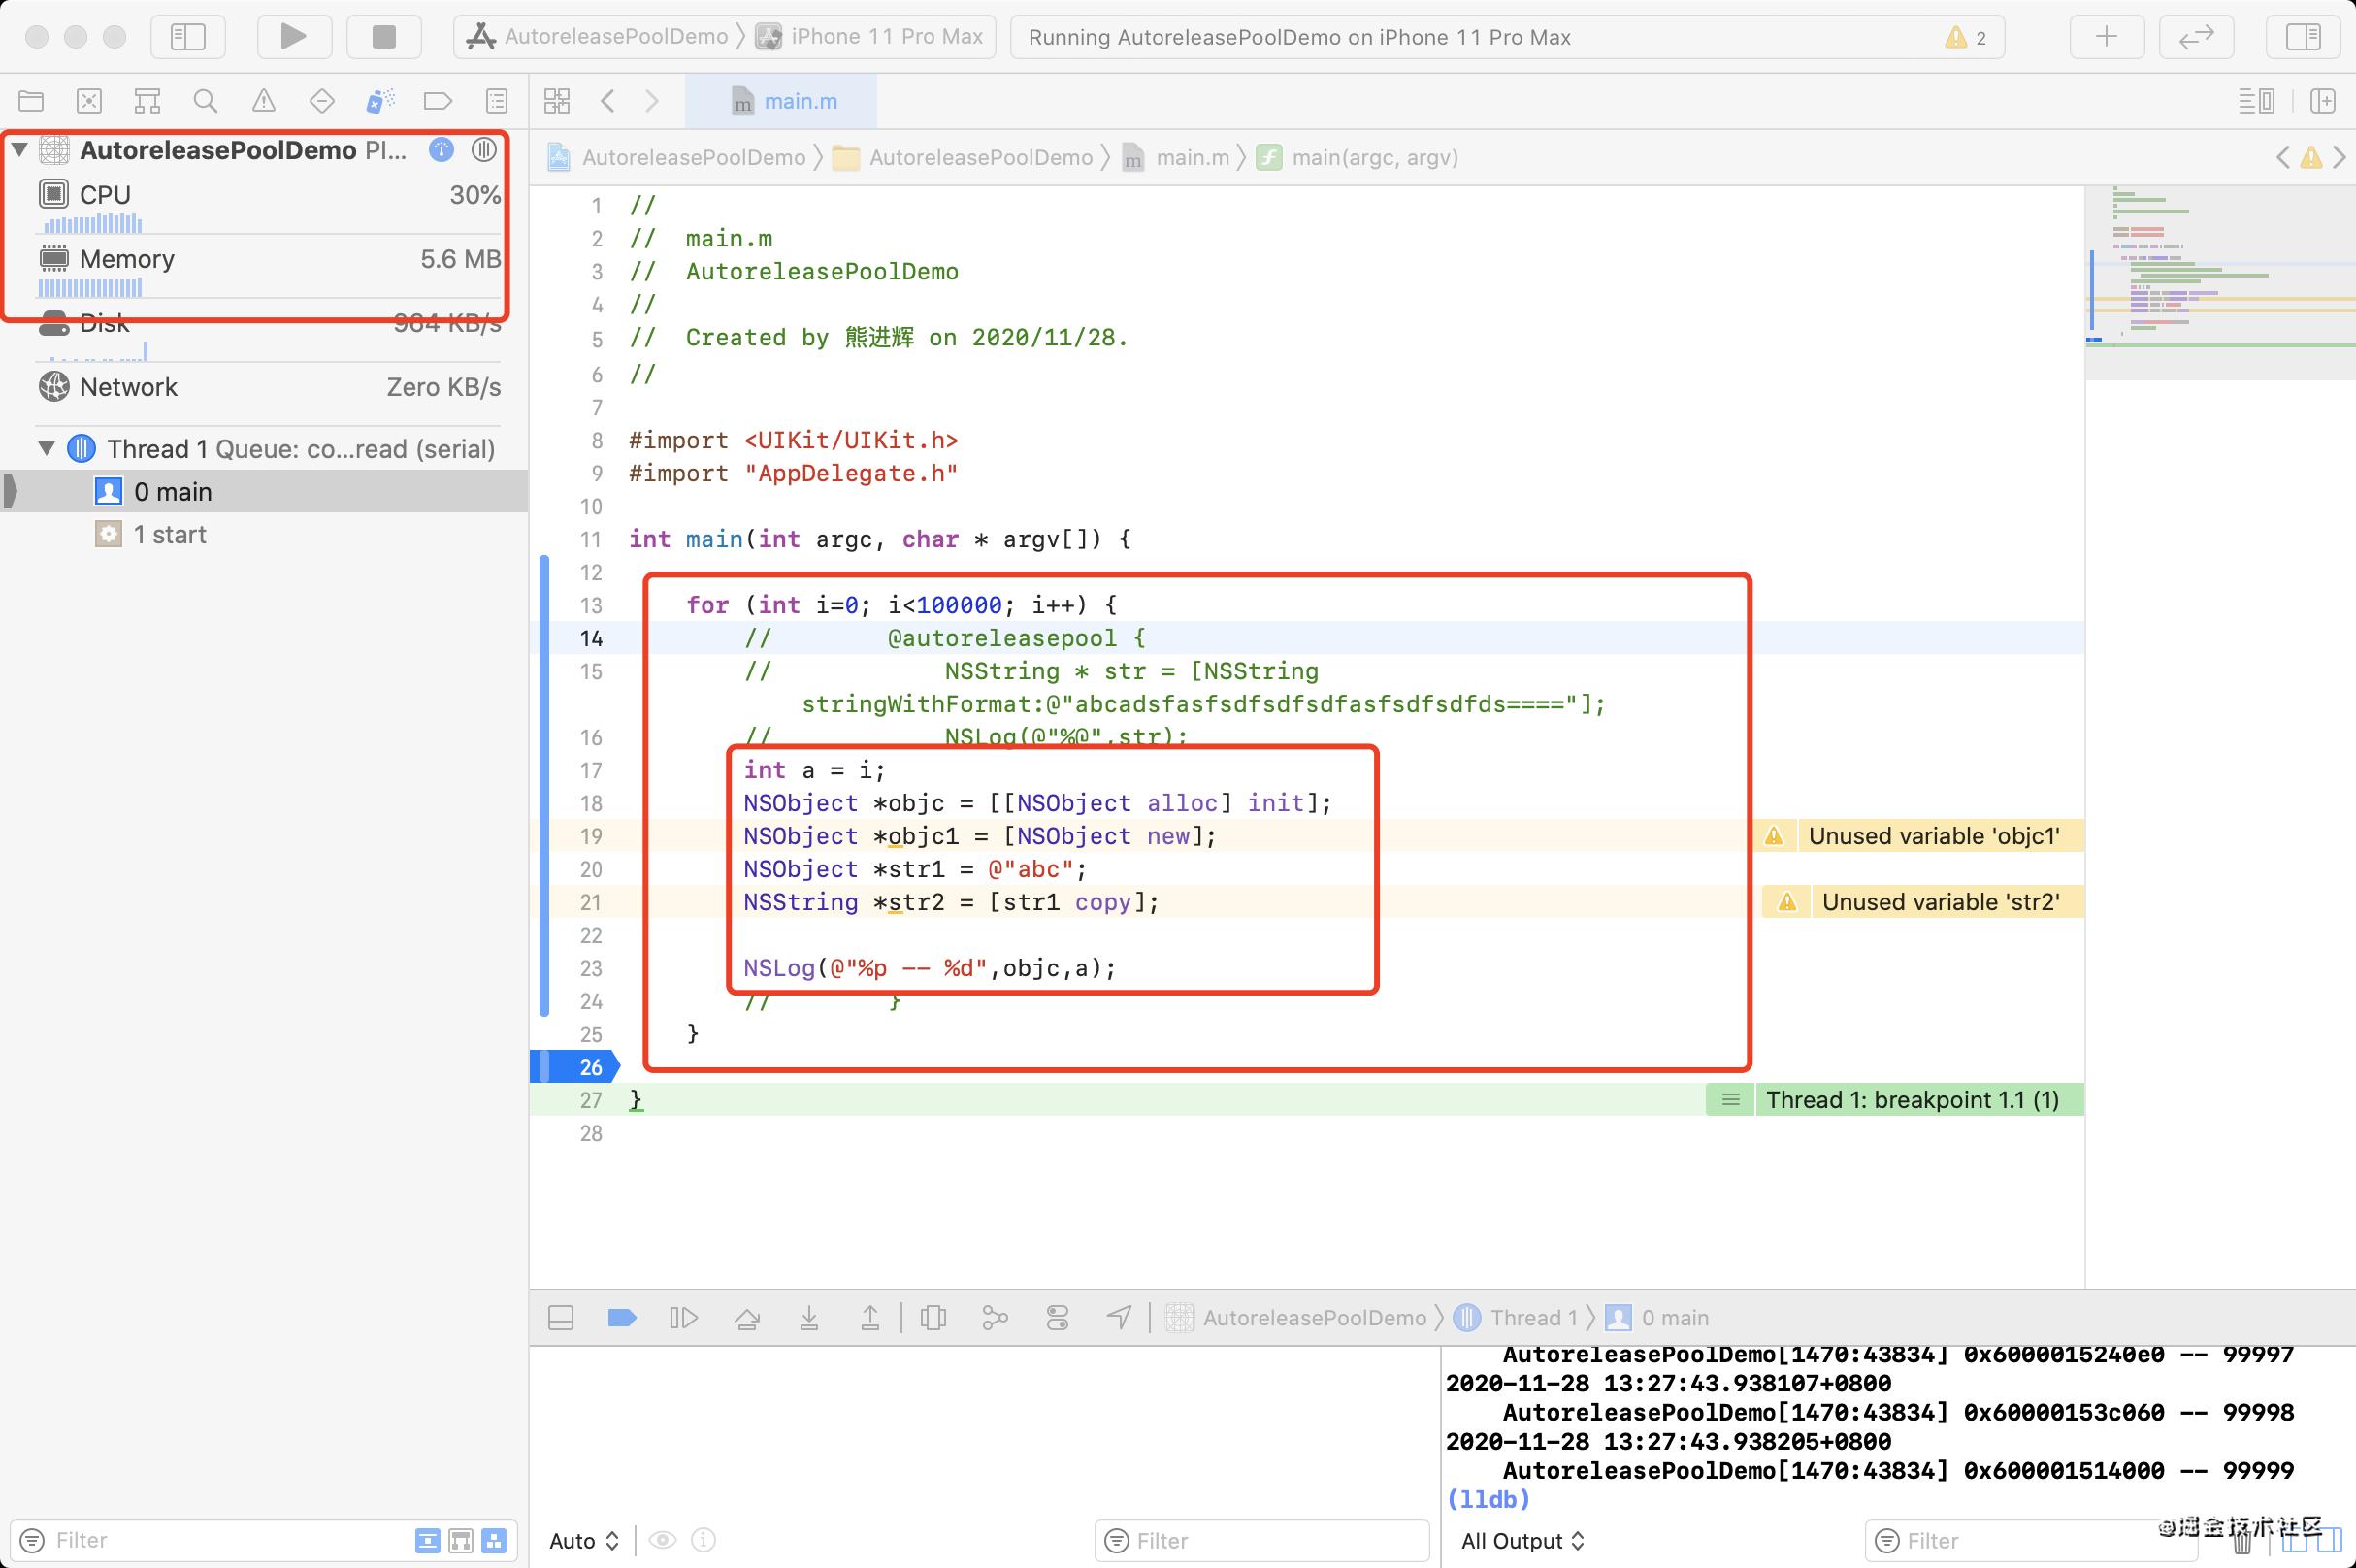 AutoreleasePoolDemo
iPhone 11 Pro Max
Running AutoreleasePoolDemo on iPhone 11 Pro Max
2
main.m
AutoreleasePoolDemo Pl...
CPU 30%
Memory 5.6 MB
Disk 964 KB/s
Network Zero KB/s
Thread 1 Queue: co...read (serial)
0 main
1 start
Filter
AutoreleasePoolDemo
AutoreleasePoolDemo
main.m
main(argc, argv)
1 //
2 //  main.m
3 //  AutoreleasePoolDemo
4 //
5 //  Created by 熊进辉 on 2020/11/28.
6 //
7
8 #import <UIKit/UIKit.h>
9 #import "AppDelegate.h"
10
11 int main(int argc, char * argv[]) {
12
13     for (int i=0; i<100000; i++) {
14         //        @autoreleasepool {
15         //            NSString * str = [NSString
stringWithFormat:@"abcadsfasfsdfsdfsdfasfsdfsdfds===="];
16         //            NSLog(@"%@",str);
17         int a = i;
18         NSObject *objc = [[NSObject alloc] init];
19         NSObject *objc1 = [NSObject new]; Unused variable 'objc1'
20         NSObject *str1 = @"abc";
21         NSString *str2 = [str1 copy]; Unused variable 'str2'
22
23         NSLog(@"%p -- %d",objc,a);
24         //        }
25     }
26
27 } Thread 1: breakpoint 1.1 (1)
28
AutoreleasePoolDemo
Thread 1
0 main
AutoreleasePoolDemo[1470:43834] 0x6000015240e0 -- 99997
2020-11-28 13:27:43.938107+0800
AutoreleasePoolDemo[1470:43834] 0x60000153c060 -- 99998
2020-11-28 13:27:43.938205+0800
AutoreleasePoolDemo[1470:43834] 0x600001514000 -- 99999
(lldb)
Auto
Filter
All Output
Filter
@掘金技术社区